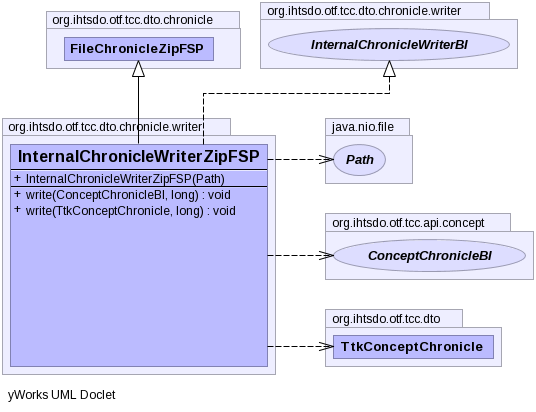 org.ihtsdo.otf.tcc.dto.chronicle
FileChronicleZipFSP
org.ihtsdo.otf.tcc.dto.chronicle.writer
InternalChronicleWriterBI
org.ihtsdo.otf.tcc.dto.chronicle.writer
InternalChronicleWriterZipFSP
+ InternalChronicleWriterZipFSP(Path)
+ write(ConceptChronicleBI, long) : void
+ write(TtkConceptChronicle, long) : void
java.nio.file
Path
org.ihtsdo.otf.tcc.api.concept
ConceptChronicleBI
org.ihtsdo.otf.tcc.dto
TtkConceptChronicle
yWorks UML Doclet